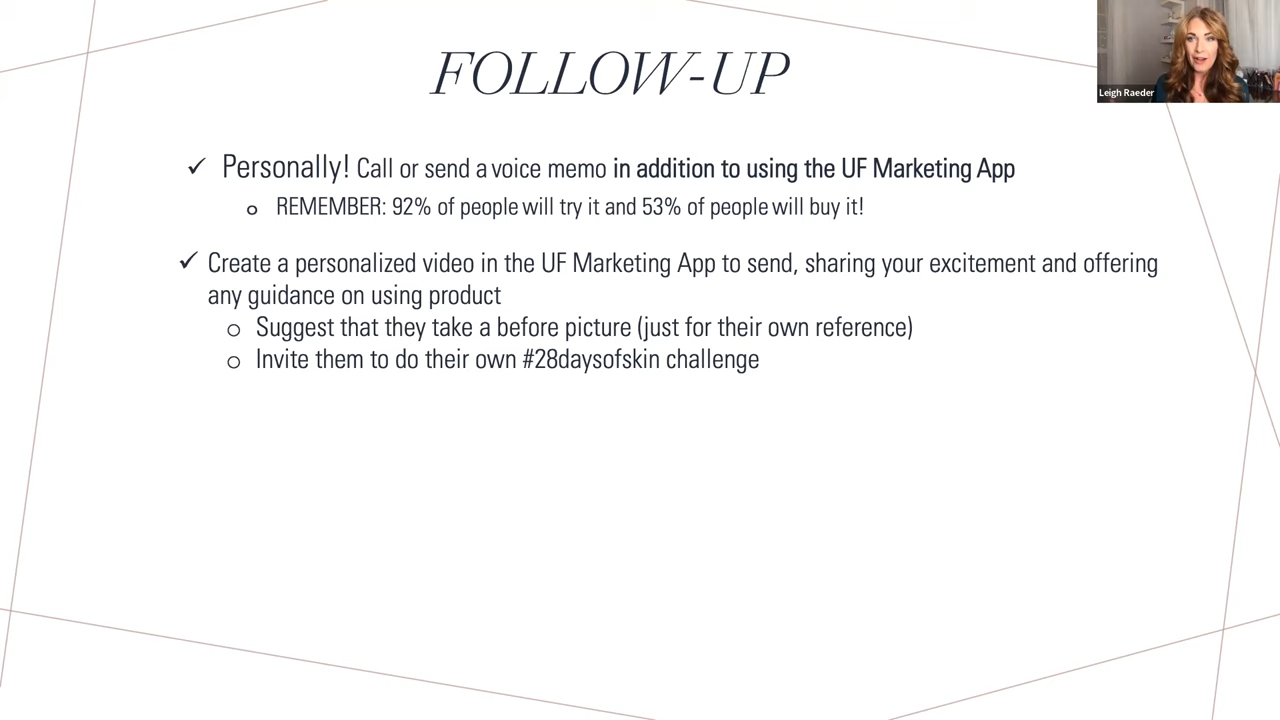 FOLLOW-UP
Leigh Raeder
✓ Personally! Call or send a voice memo in addition to using the UF Marketing App
o REMEMBER: 92% of people will try it and 53% of people will buy it!
✓ Create a personalized video in the UF Marketing App to send, sharing your excitement and offering
any guidance on using product
o Suggest that they take a before picture (just for their own reference)
o Invite them to do their own #28daysofskin challenge